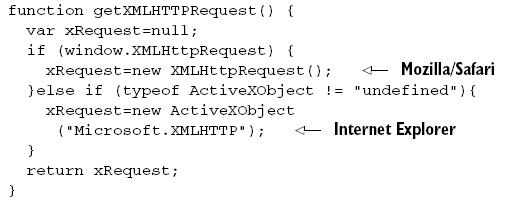 function getXMLHTTPRequest() {
  var xRequest=null;
  if (window.XMLHttpRequest) {
    xRequest=new XMLHttpRequest();  Mozilla/Safari
  }else if (typeof ActiveXObject != "undefined"){
    xRequest=new ActiveXObject
     ("Microsoft.XMLHTTP");  Internet Explorer
  }
  return xRequest;
}